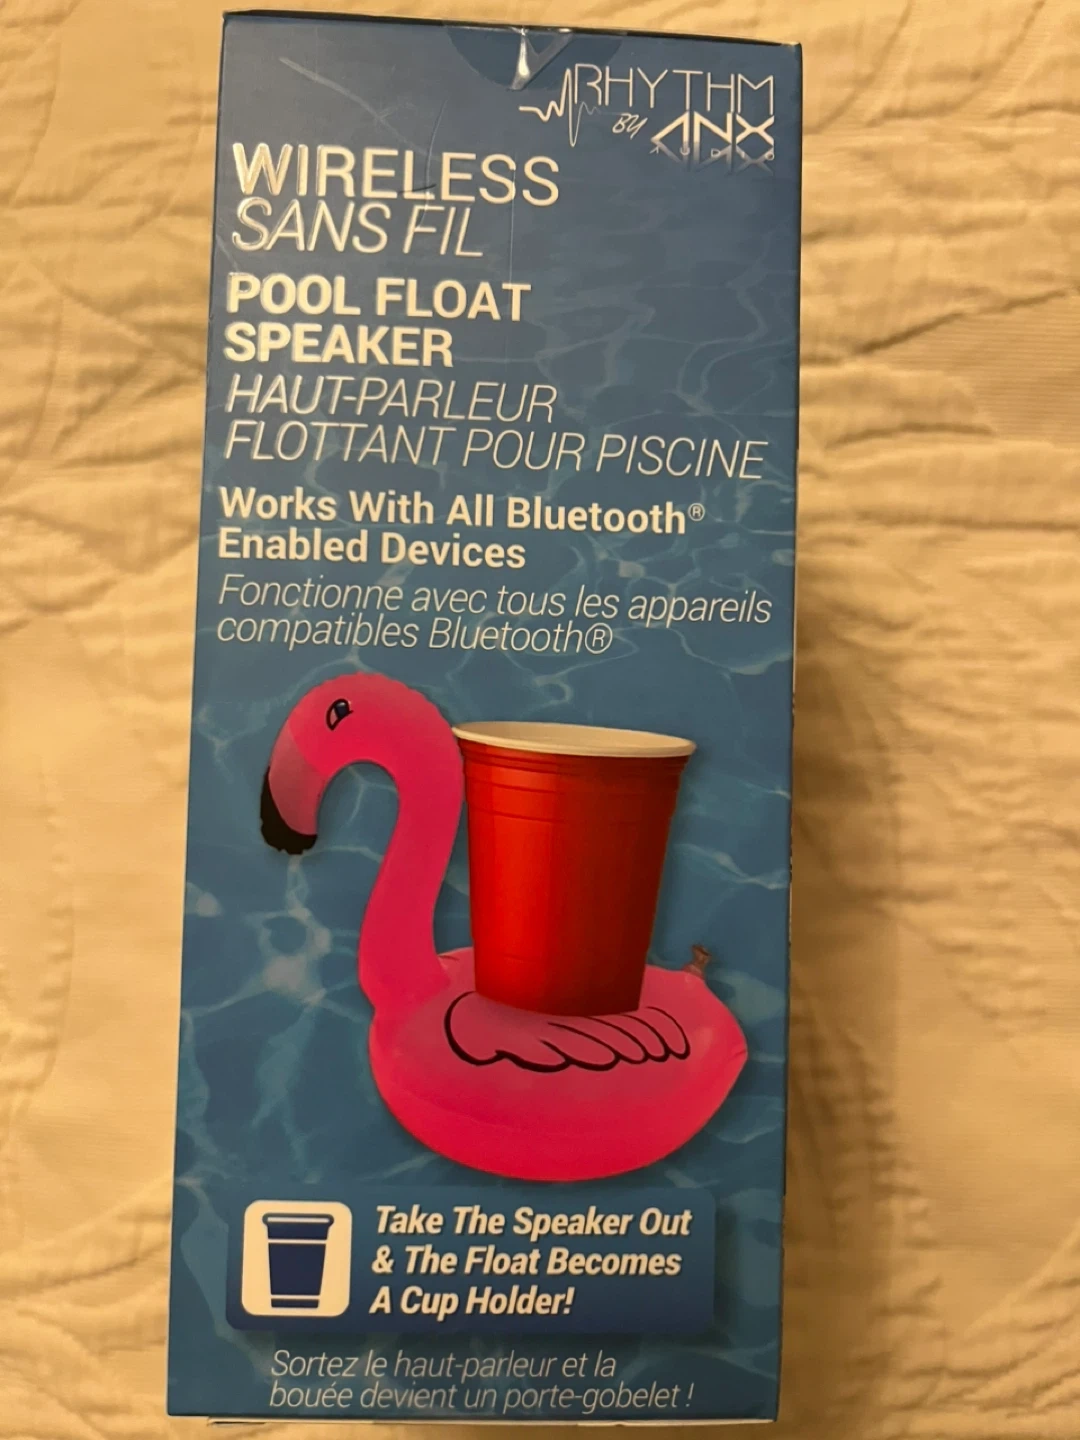 RHYTHM
BY ANX
AUDIO
WIRELESS
SANS FIL
POOL FLOAT
SPEAKER
HAUT-PARLEUR
FLOTTANT POUR PISCINE
Works With All Bluetooth®
Enabled Devices
Fonctionne avec tous les appareils
compatibles Bluetooth®
Take The Speaker Out
& The Float Becomes
A Cup Holder!
Sortez le haut-parleur et la
bouée devient un porte-gobelet !